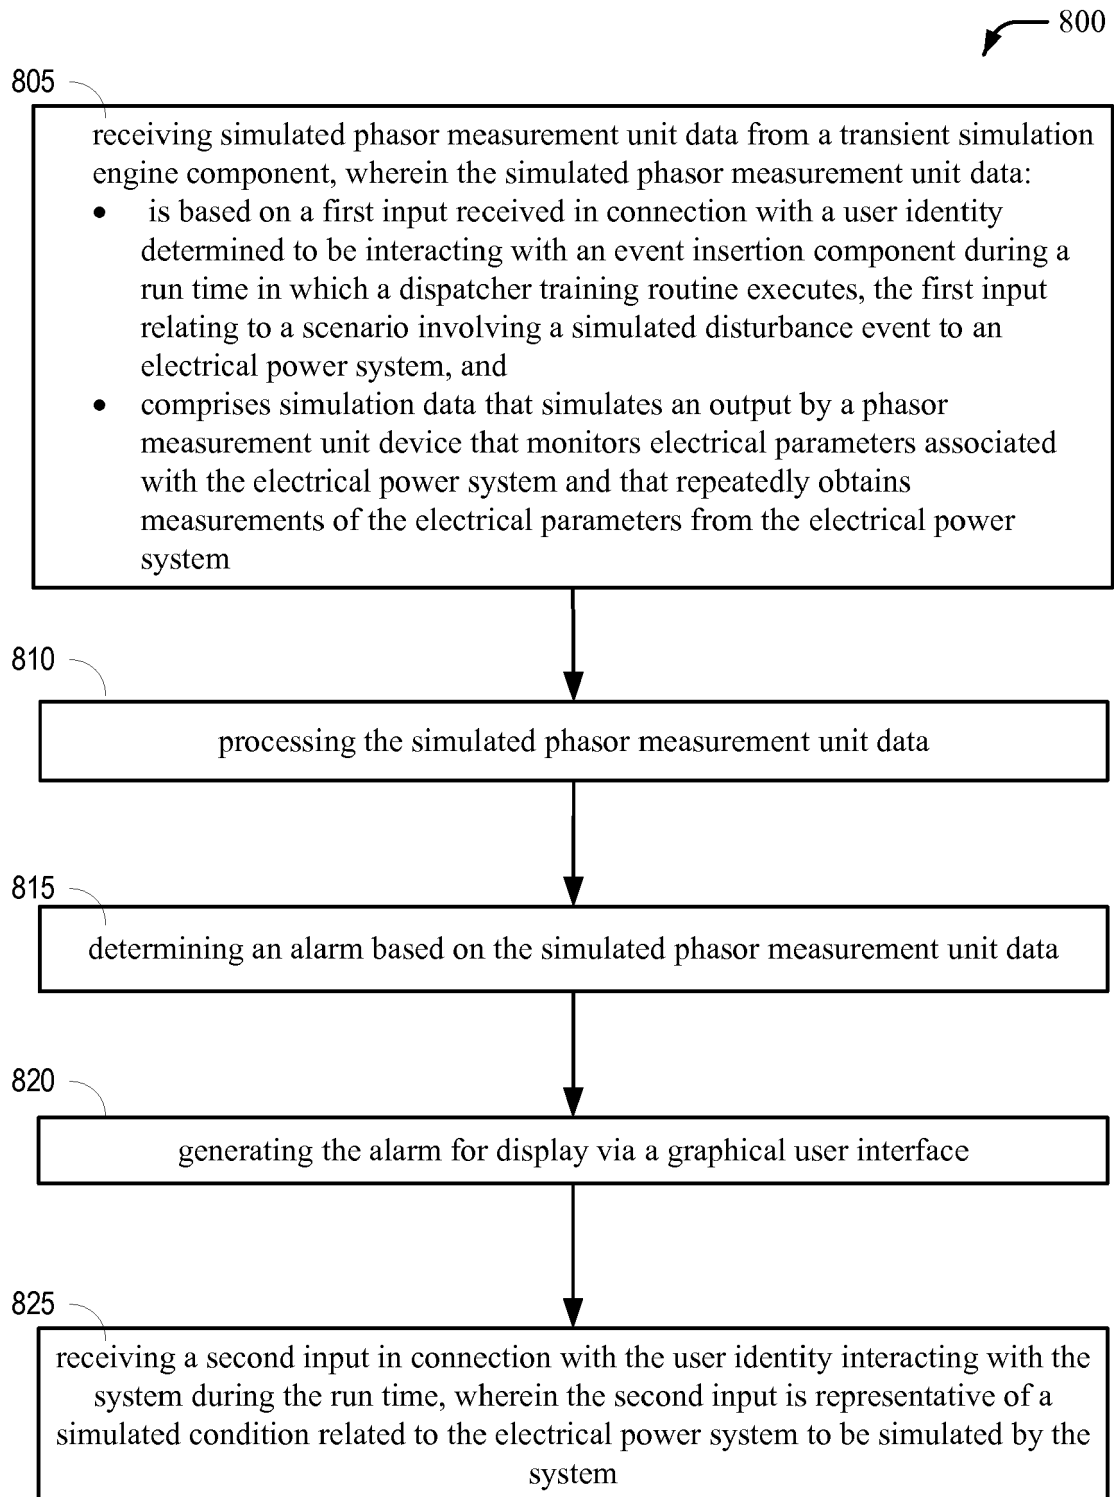 800
805
receiving simulated phasor measurement unit data from a transient simulation
engine component, wherein the simulated phasor measurement unit data:
• is based on a first input received in connection with a user identity
determined to be interacting with an event insertion component during a
run time in which a dispatcher training routine executes, the first input
relating to a scenario involving a simulated disturbance event to an
electrical power system, and
• comprises simulation data that simulates an output by a phasor
measurement unit device that monitors electrical parameters associated
with the electrical power system and that repeatedly obtains
measurements of the electrical parameters from the electrical power
system
810
processing the simulated phasor measurement unit data
815
determining an alarm based on the simulated phasor measurement unit data
820
generating the alarm for display via a graphical user interface
825
receiving a second input in connection with the user identity interacting with the
system during the run time, wherein the second input is representative of a
simulated condition related to the electrical power system to be simulated by the
system